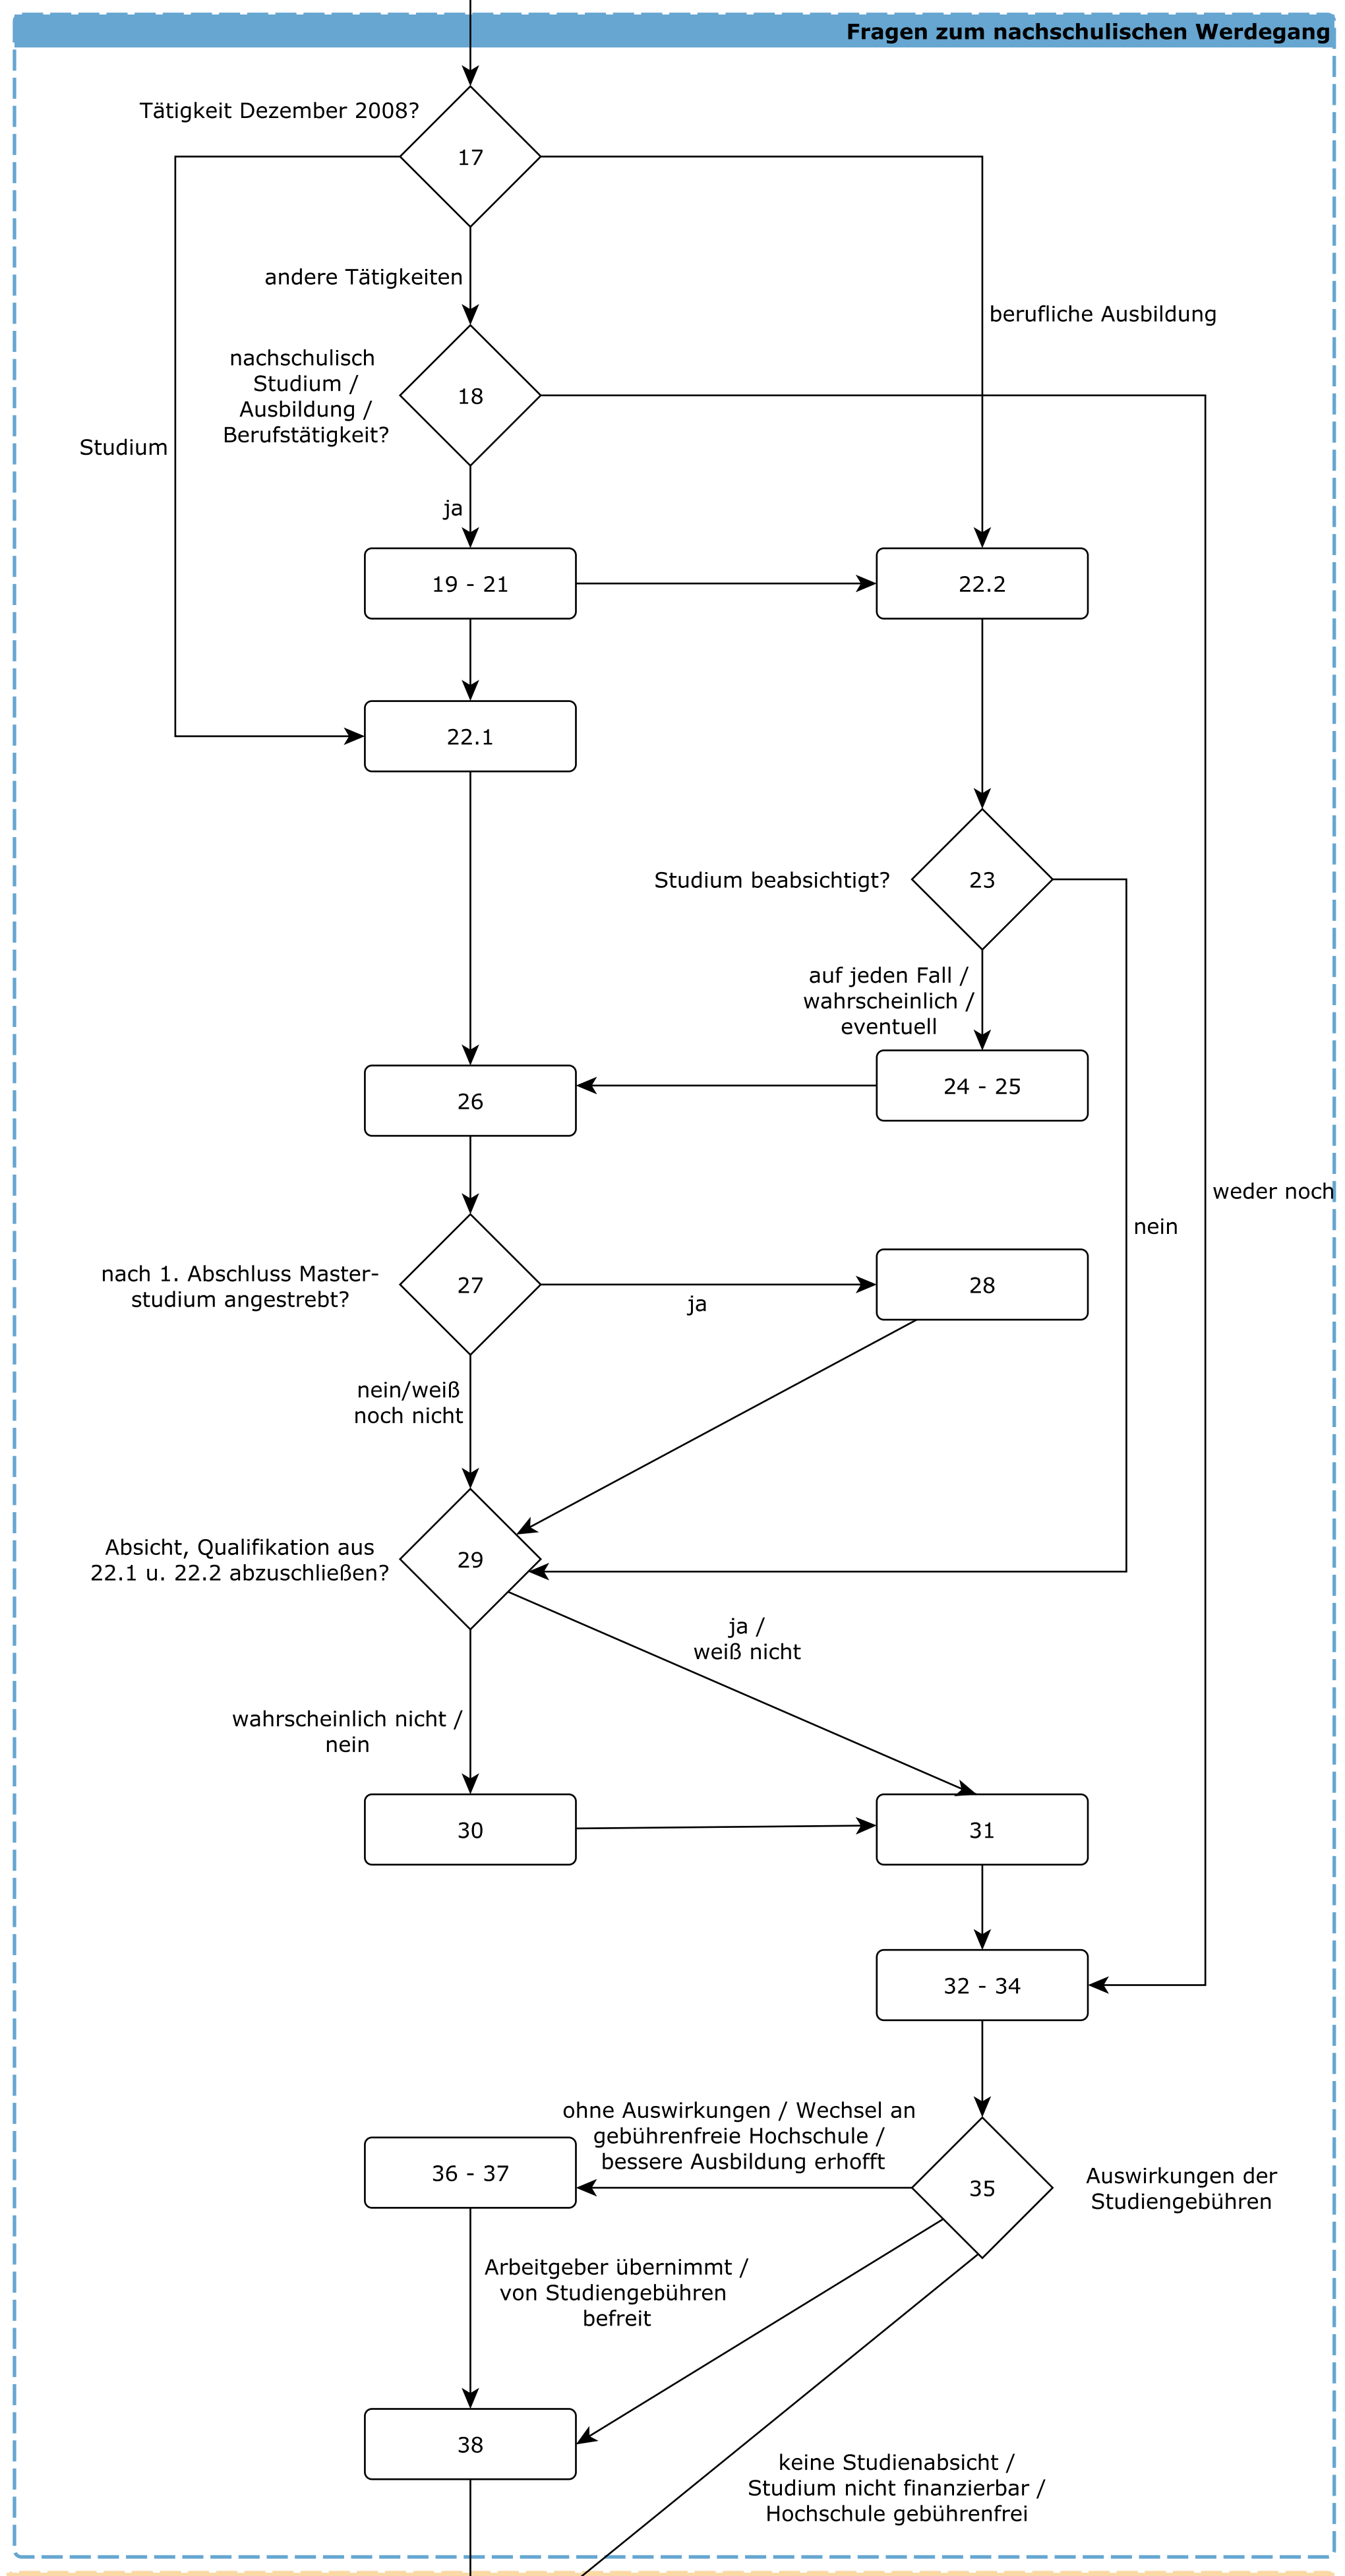 Fragen zum nachschulischen Werdegang
Tätigkeit Dezember 2008?
17
andere Tätigkeiten
berufliche Ausbildung
nachschulisch
Studium /
Ausbildung /
Berufstätigkeit?
18
Studium
ja
19 - 21
22.2
22.1
Studium beabsichtigt?
23
auf jeden Fall /
wahrscheinlich /
eventuell
24 - 25
26
weder noch
nein
nach 1. Abschluss Master-
studium angestrebt?
27
ja
28
nein/weiß
noch nicht
Absicht, Qualifikation aus
22.1 u. 22.2 abzuschließen?
29
ja /
weiß nicht
wahrscheinlich nicht /
nein
30
31
32 - 34
ohne Auswirkungen / Wechsel an
gebührenfreie Hochschule /
bessere Ausbildung erhofft
36 - 37
35
Auswirkungen der
Studiengebühren
Arbeitgeber übernimmt /
von Studiengebühren
befreit
38
keine Studienabsicht /
Studium nicht finanzierbar /
Hochschule gebührenfrei